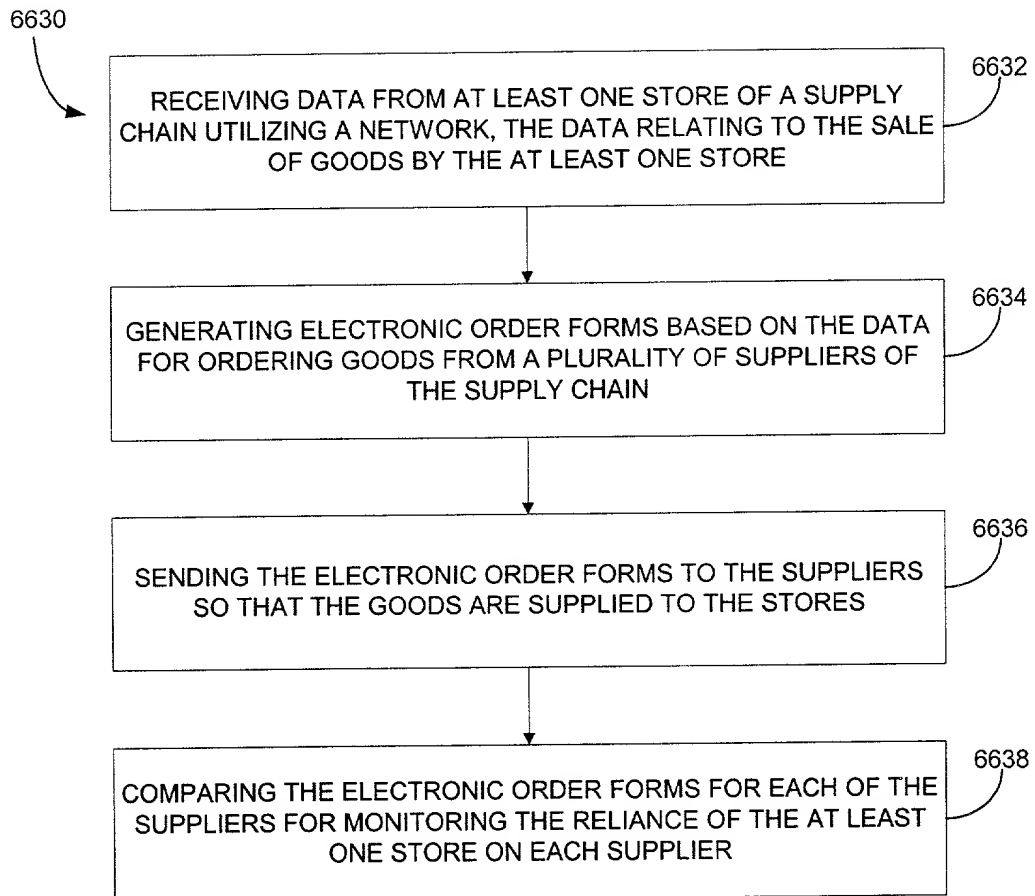 6630
6632
RECEIVING DATA FROM AT LEAST ONE STORE OF A SUPPLY
CHAIN UTILIZING A NETWORK, THE DATA RELATING TO THE SALE
OF GOODS BY THE AT LEAST ONE STORE
6634
GENERATING ELECTRONIC ORDER FORMS BASED ON THE DATA
FOR ORDERING GOODS FROM A PLURALITY OF SUPPLIERS OF
THE SUPPLY CHAIN
6636
SENDING THE ELECTRONIC ORDER FORMS TO THE SUPPLIERS
SO THAT THE GOODS ARE SUPPLIED TO THE STORES
6638
COMPARING THE ELECTRONIC ORDER FORMS FOR EACH OF THE
SUPPLIERS FOR MONITORING THE RELIANCE OF THE AT LEAST
ONE STORE ON EACH SUPPLIER